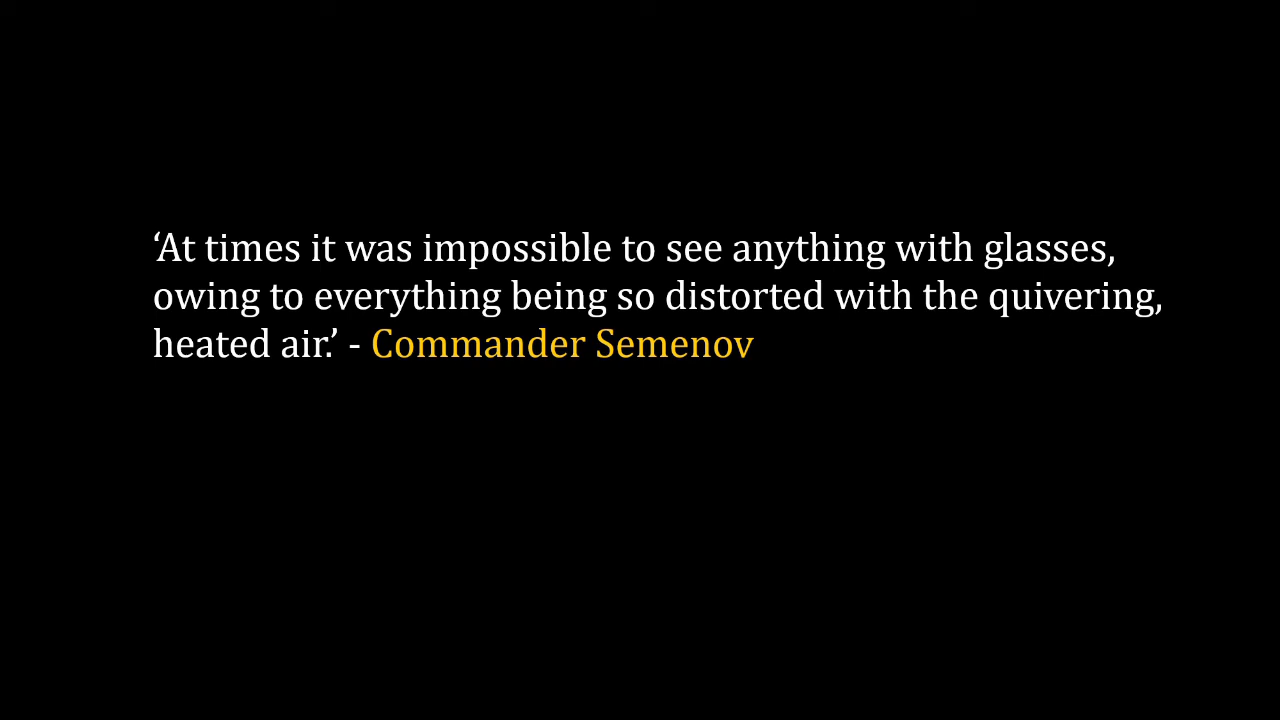 ‘At times it was impossible to see anything with glasses,
owing to everything being so distorted with the quivering,
heated air.’ - Commander Semenov